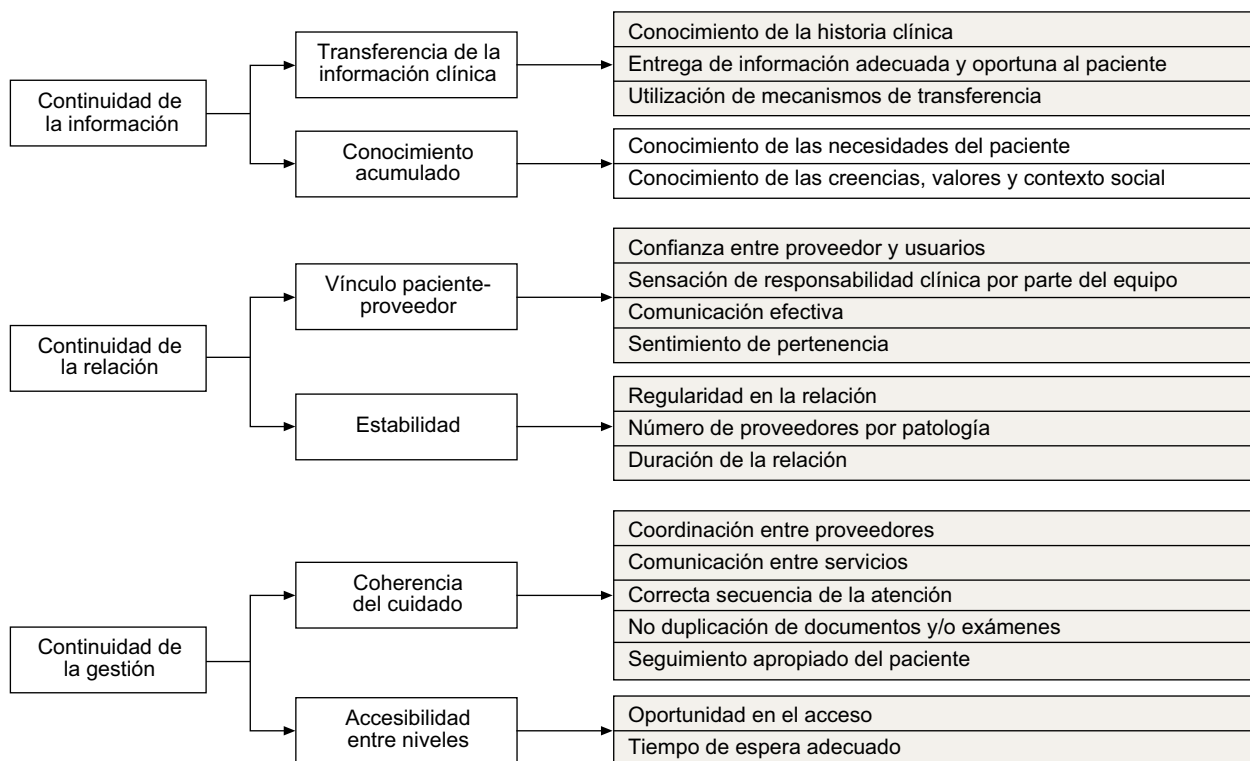 Continuidad de
la información
Transferencia de la
información clínica
Conocimiento de la historia clínica
Entrega de información adecuada y oportuna al paciente
Utilización de mecanismos de transferencia
Conocimiento
acumulado
Conocimiento de las necesidades del paciente
Conocimiento de las creencias, valores y contexto social
Continuidad de
la relación
Vínculo paciente-
proveedor
Confianza entre proveedor y usuarios
Sensación de responsabilidad clínica por parte del equipo
Comunicación efectiva
Sentimiento de pertenencia
Estabilidad
Regularidad en la relación
Número de proveedores por patología
Duración de la relación
Continuidad de
la gestión
Coherencia
del cuidado
Coordinación entre proveedores
Comunicación entre servicios
Correcta secuencia de la atención
No duplicación de documentos y/o exámenes
Seguimiento apropiado del paciente
Accesibilidad
entre niveles
Oportunidad en el acceso
Tiempo de espera adecuado